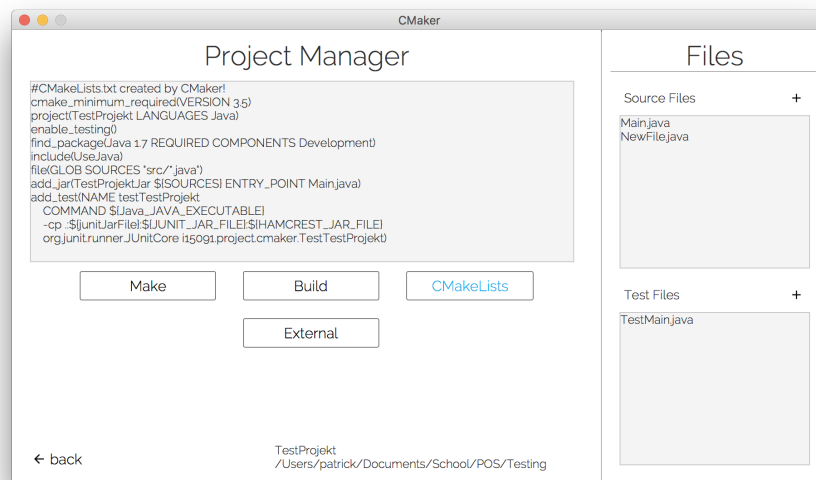 CMaker
Project Manager
#CMakeLists.txt created by CMaker!
cmake_minimum_required(VERSION 3.5)
project(TestProjekt LANGUAGES Java)
enable_testing()
find_package(Java 1.7 REQUIRED COMPONENTS Development)
include(UseJava)
file(GLOB SOURCES "src/*.java")
add_jar(TestProjektJar ${SOURCES} ENTRY_POINT Main.java)
add_test(NAME testTestProjekt
COMMAND ${Java_JAVA_EXECUTABLE}
-cp .:${junitJarFile}:${JUNIT_JAR_FILE}:${HAMCREST_JAR_FILE}
org.junit.runner.JUnitCore i15091.project.cmaker.TestTestProjekt)
Make
Build
CMakeLists
External
← back
TestProjekt
/Users/patrick/Documents/School/POS/Testing
Files
Source Files +
Main.java
NewFile.java
Test Files +
TestMain.java